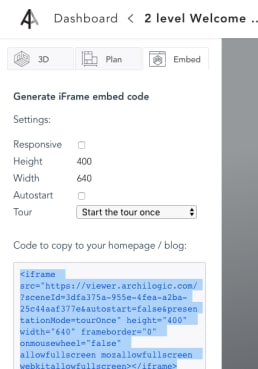 Dashboard < 2 level Welcome ..
3D Plan Embed
Generate iFrame embed code
Settings:
Responsive
Height 400
Width 640
Autostart
Tour Start the tour once
Code to copy to your homepage / blog:
<iframe
src="https://viewer.archilogic.com/
?sceneId=3dfa375a-955e-4fea-a2ba-
25c44aaf377e&autostart=false&presen
tationMode=tourOnce" height="400"
width="640" frameborder="0"
onmousewheel="false"
allowfullscreen mozallowfullscreen
webkitallowfullscreen></iframe>